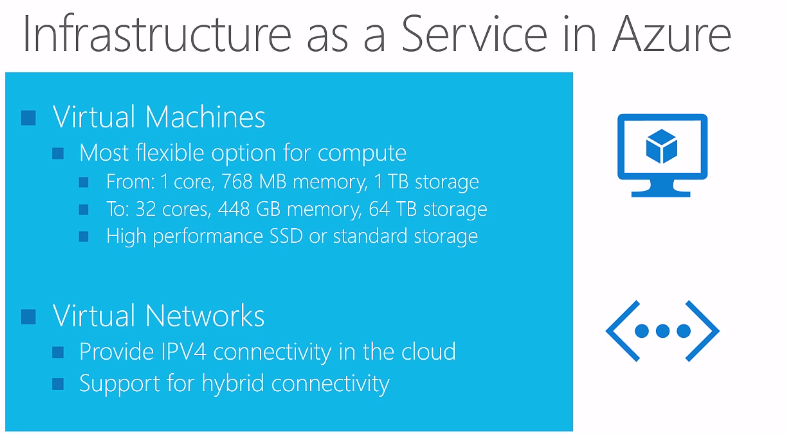 Infrastructure as a Service in Azure
Virtual Machines
Most flexible option for compute
From: 1 core, 768 MB memory, 1 TB storage
To: 32 cores, 448 GB memory, 64 TB storage
High performance SSD or standard storage
Virtual Networks
Provide IPV4 connectivity in the cloud
Support for hybrid connectivity